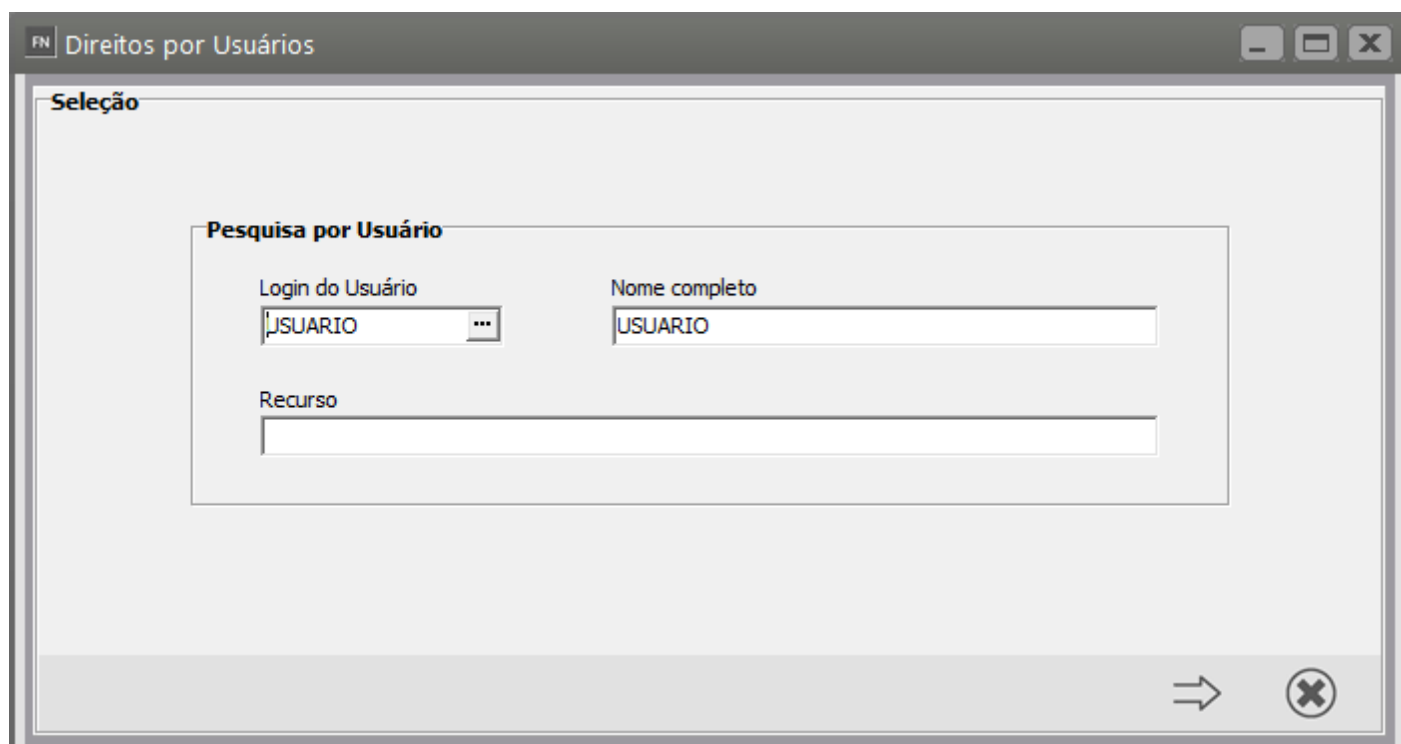 FN Direitos por Usuários
Seleção
Pesquisa por Usuário
Login do Usuário Nome completo
USUARIO ... USUARIO
Recurso